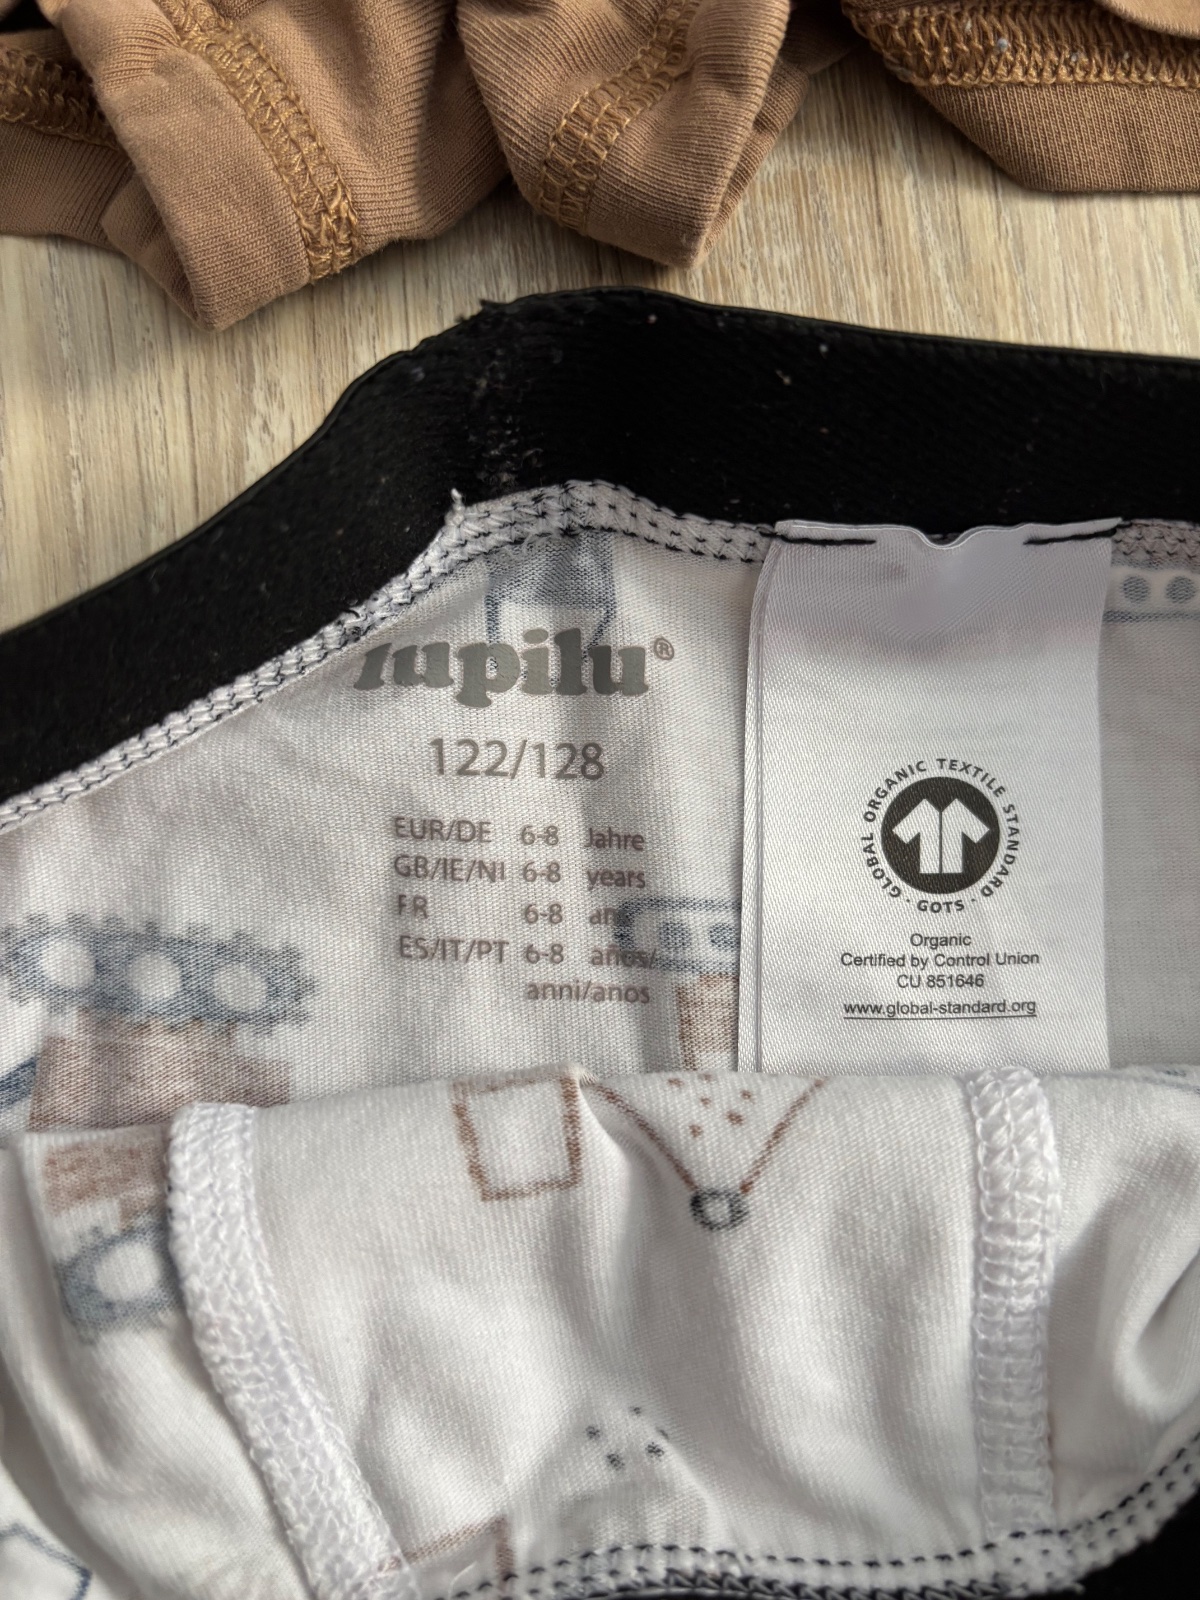 lupilu®
122/128
EUR/DE 6-8 Jahre
GB/IE/NI 6-8 years
FR 6-8 an
ES/IT/PT 6-8 años/
anni/anos
GLOBAL ORGANIC TEXTILE STANDARD · GOTS ·
Organic
Certified by Control Union
CU 851646
www.global-standard.org